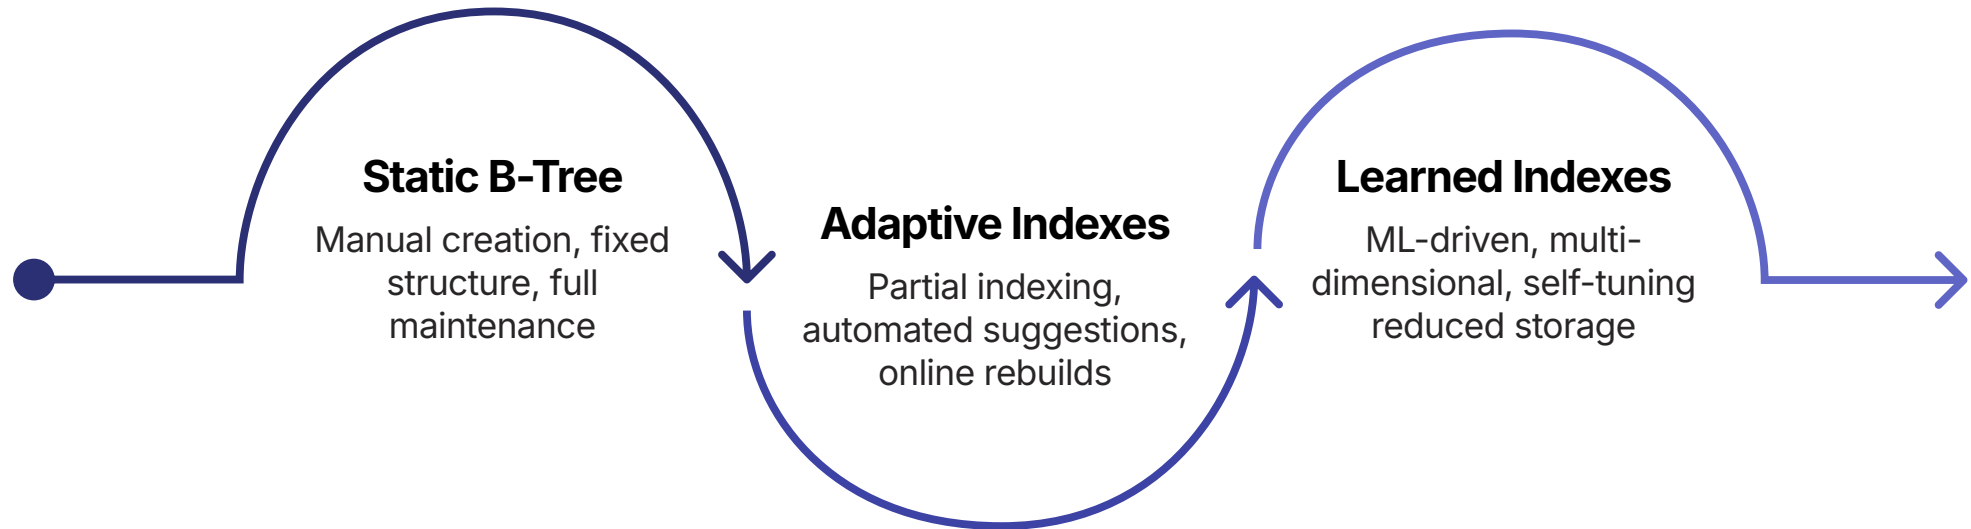 Static B-Tree
Manual creation, fixed
structure, full
maintenance
Adaptive Indexes
Partial indexing,
automated suggestions,
online rebuilds
Learned Indexes
ML-driven, multi-
dimensional, self-tuning
reduced storage